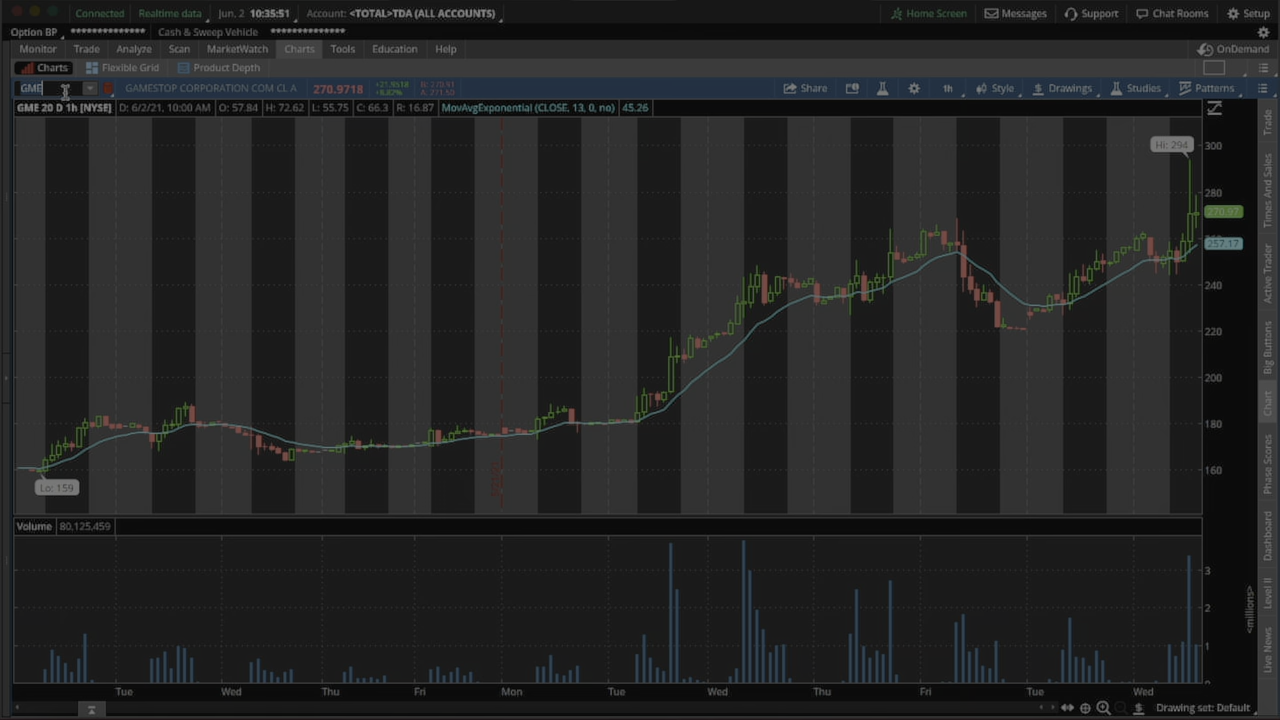 Connected Realtime data Jun. 2 10:35:51 Account: <TOTAL>TDA (ALL ACCOUNTS) Home Screen Messages Support Chat Rooms Setup
Option BP ************** Cash & Sweep Vehicle **************
Monitor Trade Analyze Scan MarketWatch Charts Tools Education Help OnDemand
Charts Flexible Grid Product Depth
GME GAMESTOP CORPORATION COM CL A 270.9718 Share 1h Style Drawings Studies Patterns
GME 20 D 1h [NYSE] D: 6/2/21, 10:00 AM O: 57.84 H: 72.62 L: 55.75 C: 66.3 R: 16.87 MovAvgExponential (CLOSE, 13, 0, no) 45.26
Hi: 294
300
280
270.97
257.17
240
220
200
180
160
Lo: 159
Volume 80,125,459
3
2
1
0
<millions>
Tue Wed Thu Fri Mon Tue Wed Thu Fri Tue Wed
Drawing set: Default
Trade
Times And Sales
Active Trader
Big Buttons
Chart
Phase Scores
Dashboard
Level II
Live News